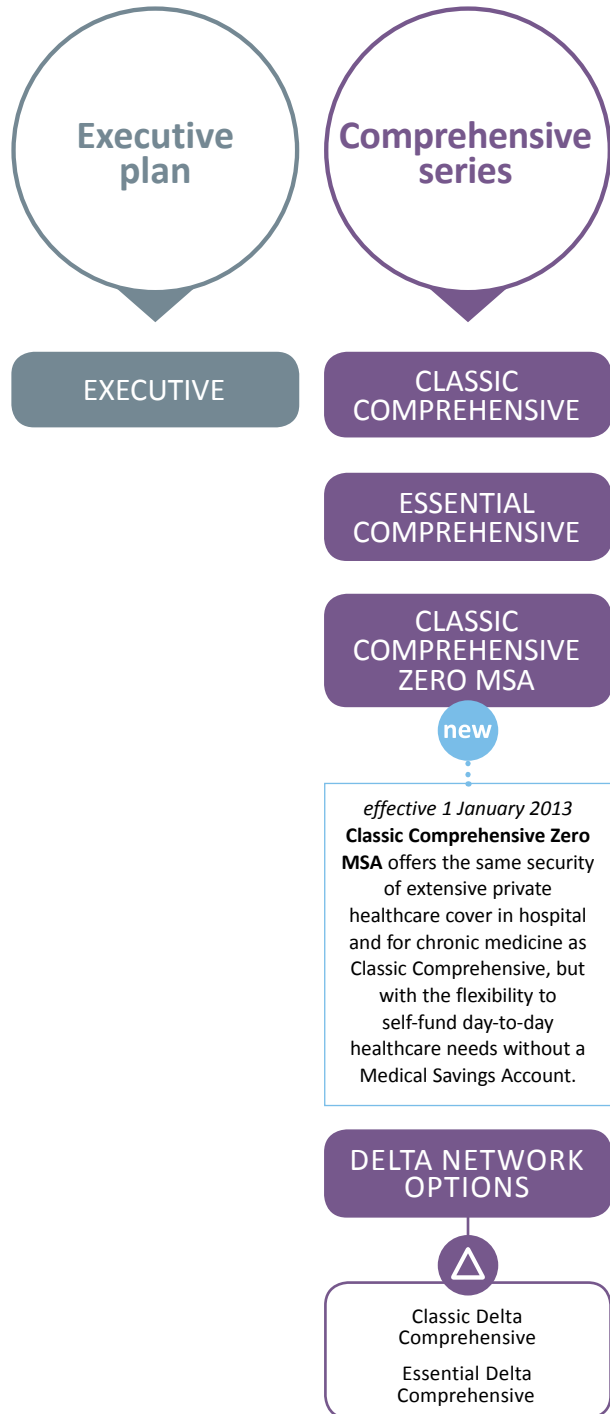 Executive
plan
EXECUTIVE
Comprehensive
series
CLASSIC
COMPREHENSIVE
ESSENTIAL
COMPREHENSIVE
CLASSIC
COMPREHENSIVE
ZERO MSA
new
effective 1 January 2013
Classic Comprehensive Zero
MSA offers the same security
of extensive private
healthcare cover in hospital
and for chronic medicine as
Classic Comprehensive, but
with the flexibility to
self-fund day-to-day
healthcare needs without a
Medical Savings Account.
DELTA NETWORK
OPTIONS
Classic Delta
Comprehensive
Essential Delta
Comprehensive